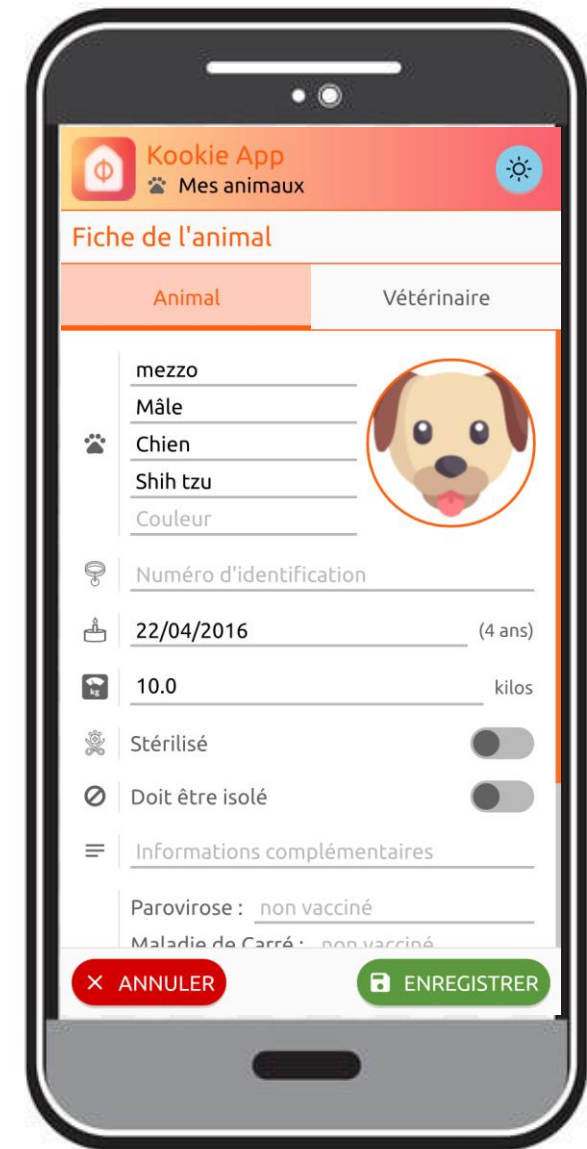 Kookie App
Mes animaux
Fiche de l'animal
Animal Vétérinaire
mezzo
Mâle
Chien
Shih tzu
Couleur
Numéro d'identification
22/04/2016 (4 ans)
kg 10.0 kilos
Stérilisé
Doit être isolé
Informations complémentaires
Parovirose : non vacciné
Maladie de Carré : non vacciné
ANNULER ENREGISTRER